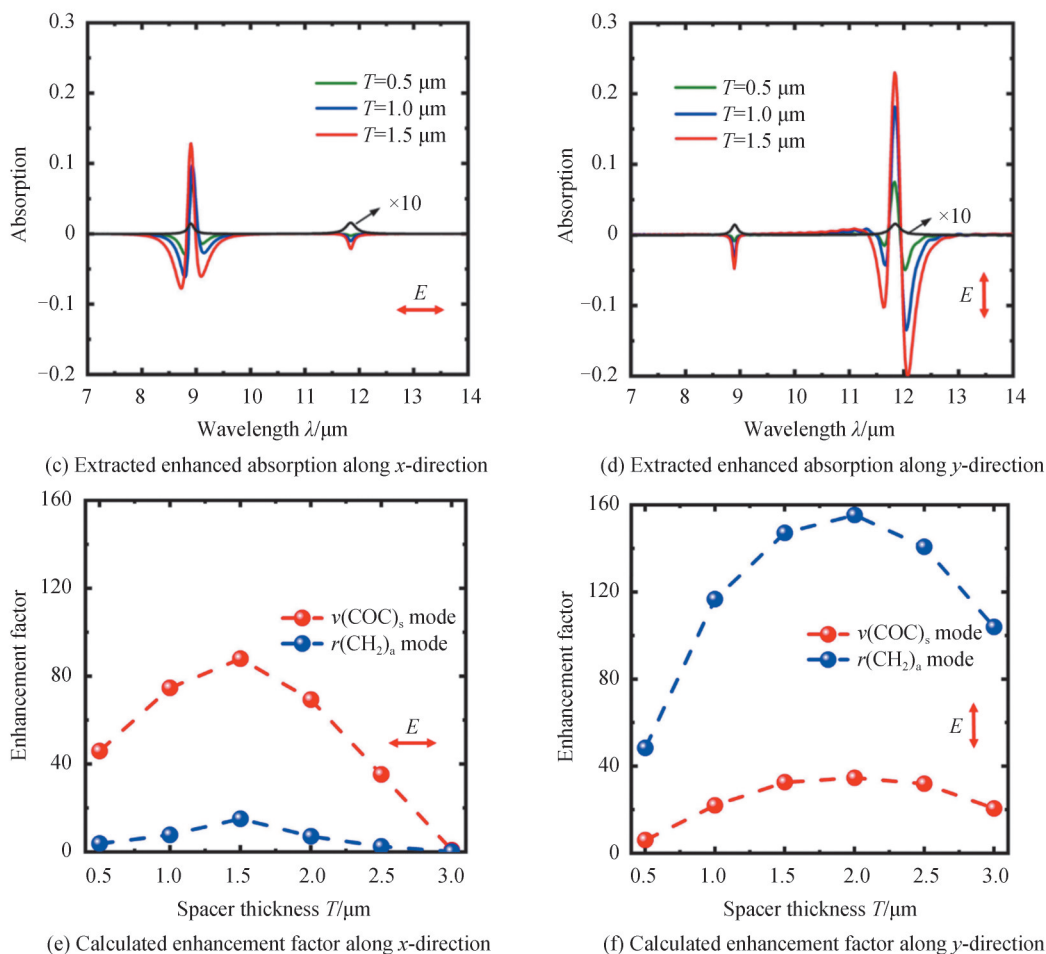 0.3
0.2
0.1
0
−0.1
−0.2
Absorption
T=0.5 μm
T=1.0 μm
T=1.5 μm
×10
E
7 8 9 10 11 12 13 14
Wavelength λ/μm
(c) Extracted enhanced absorption along x-direction
0.3
0.2
0.1
0
−0.1
−0.2
Absorption
T=0.5 μm
T=1.0 μm
T=1.5 μm
×10
E
7 8 9 10 11 12 13 14
Wavelength λ/μm
(d) Extracted enhanced absorption along y-direction
160
120
80
40
0
Enhancement factor
v(COC)s mode
r(CH2)a mode
E
0.5 1.0 1.5 2.0 2.5 3.0
Spacer thickness T/μm
(e) Calculated enhancement factor along x-direction
160
120
80
40
0
Enhancement factor
v(COC)s mode
r(CH2)a mode
E
0.5 1.0 1.5 2.0 2.5 3.0
Spacer thickness T/μm
(f) Calculated enhancement factor along y-direction